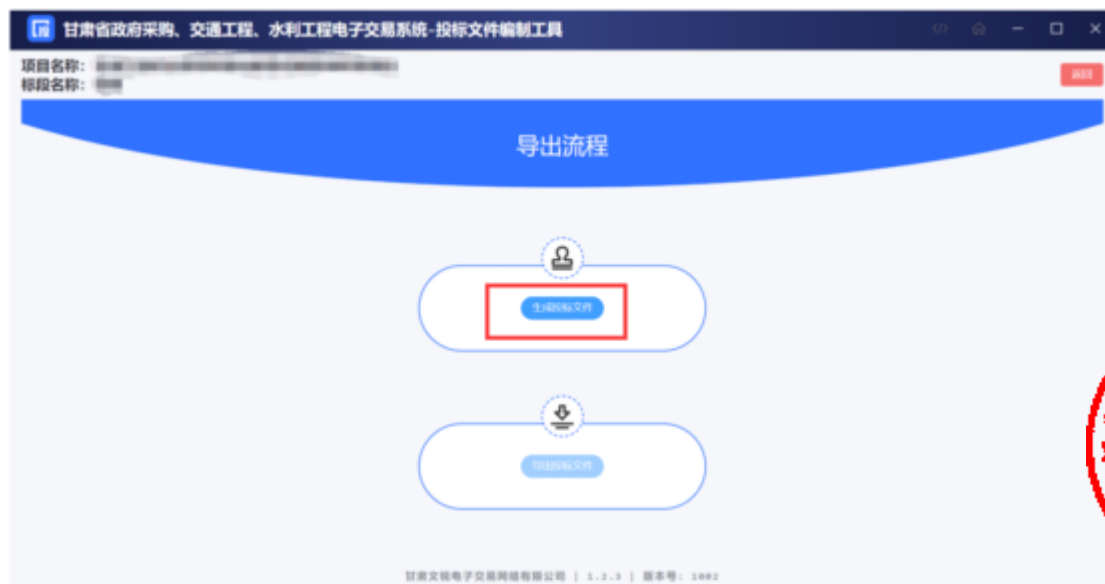 甘肃省政府采购、交通工程、水利工程电子交易系统-投标文件编制工具
项目名称：
标段名称：
返回
导出流程
生成投标文件
导出投标文件
甘肃文锐电子交易网络有限公司 | 1.2.3 | 版本号: 1002